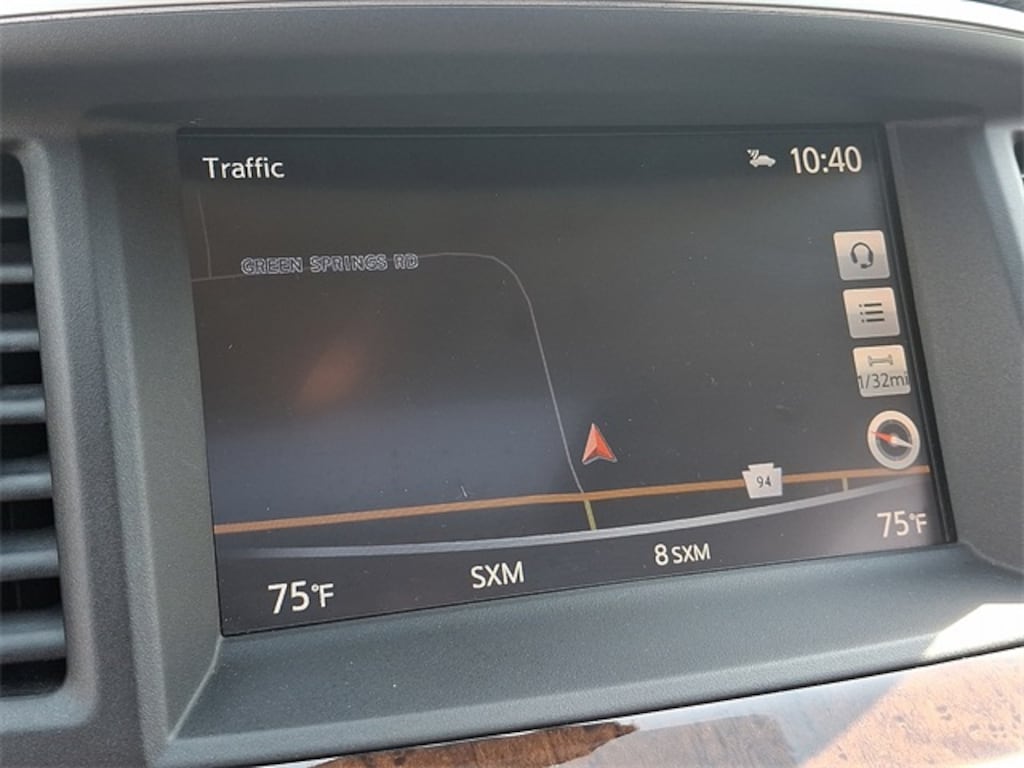 Traffic
10:40
GREEN SPRINGS RD
1/32mi
94
75°F
SXM
8 SXM
75°F